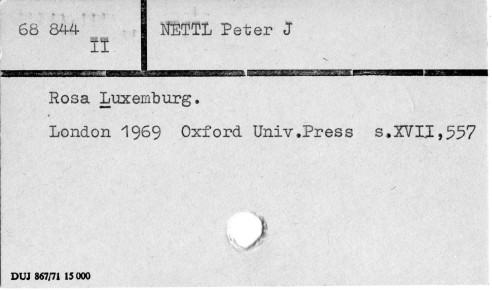 68 844
II
NETTL Peter J
Rosa Luxemburg.
London 1969 Oxford Univ.Press s.XVII,557
DUJ 867/71 15 000